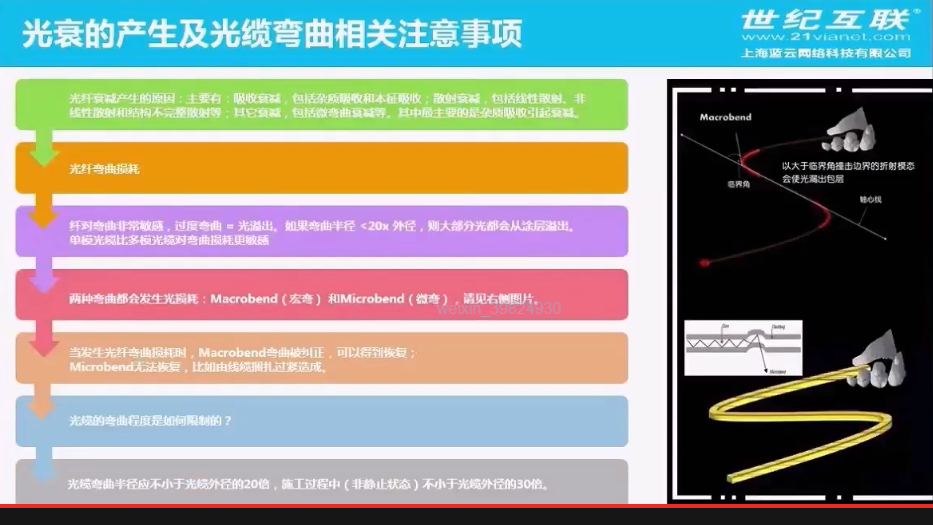 光衰的产生及光缆弯曲相关注意事项
世纪互联
www.21vianet.com
上海蓝云网络科技有限公司
光纤衰减产生的原因:主要有:吸收衰减,包括杂质吸收和本征吸收;散射衰减,包括线性散射、非
线性散射和结构不完整散射等;其它衰减,包括微弯曲衰减等。其中最主要的是杂质吸收引起衰减。
光纤弯曲损耗
纤对弯曲非常敏感,过度弯曲 = 光溢出。如果弯曲半径 <20x 外径,则大部分光都会从涂层溢出。
单模光缆比多模光缆对弯曲损耗更敏感
两种弯曲都会发生光损耗:Macrobend(宏弯)和Microbend(微弯),请见右侧图片。
weixin_39824930
当发生光纤弯曲损耗时,Macrobend弯曲被纠正,可以得到恢复;
Microbend无法恢复,比如由线缆捆扎过紧造成。
光缆的弯曲程度是如何限制的?
光缆弯曲半径应不小于光缆外径的20倍,施工过程中(非静止状态)不小于光缆外径的30倍。
Macrobend
以大于临界角撞击边界的折射模态
会使光漏出包层
临界角
轴心线